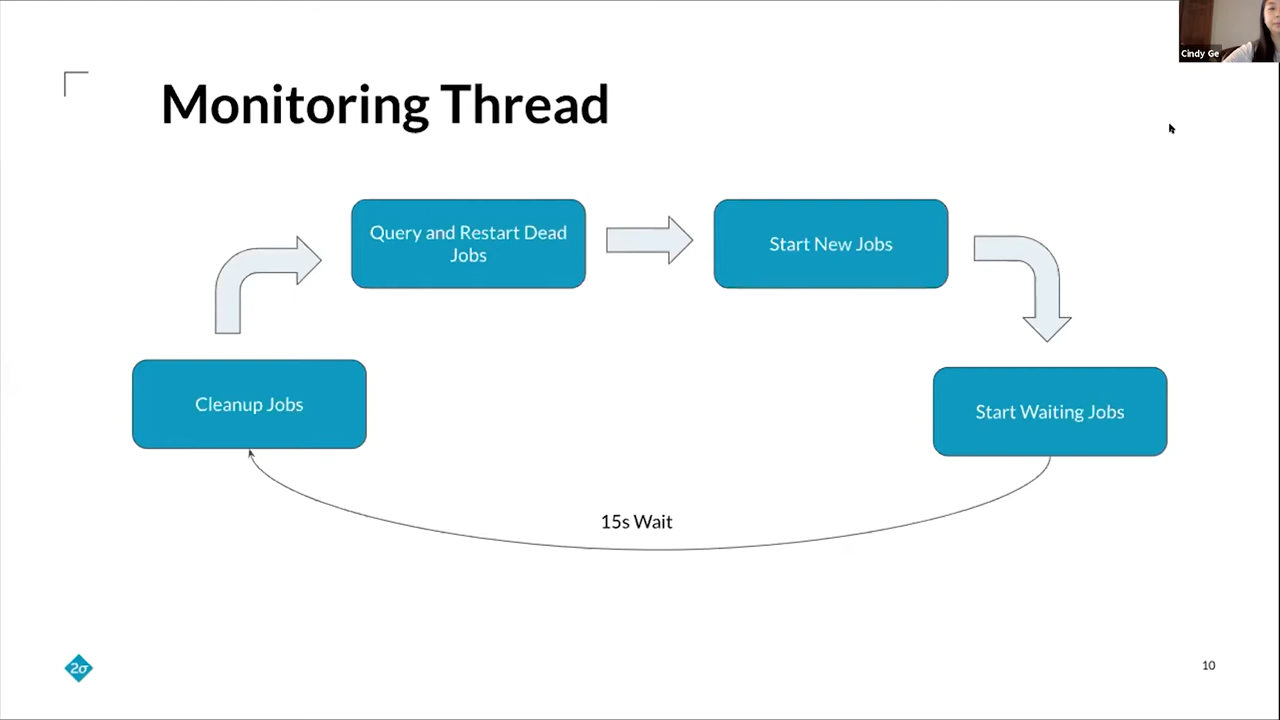 Cindy Ge
Monitoring Thread
Query and Restart Dead
Jobs
Start New Jobs
Cleanup Jobs
Start Waiting Jobs
15s Wait
2σ
10